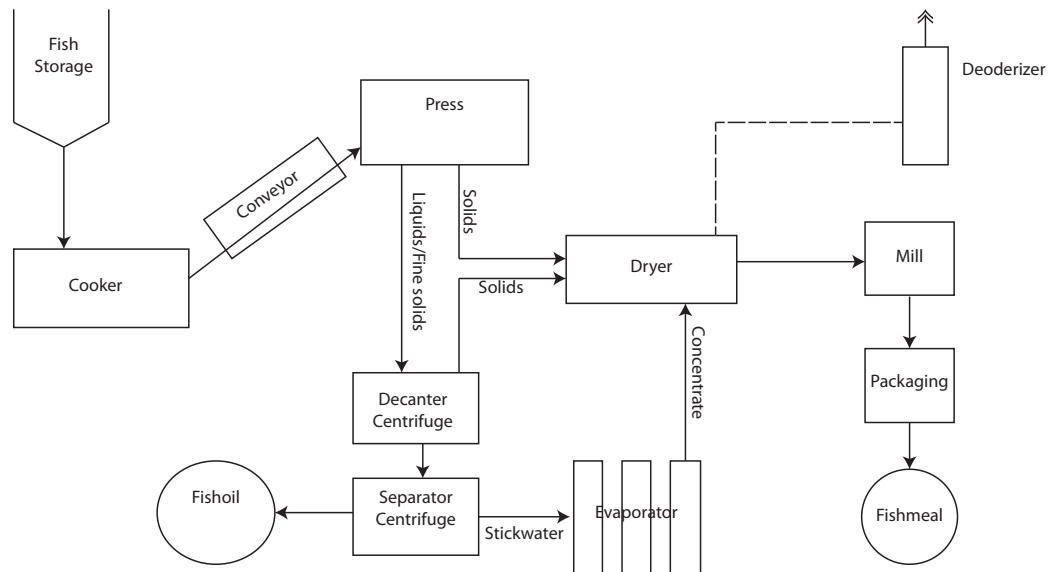 Fish
Storage
Deoderizer
Press
Conveyor
Liquids/Fine solids
Solids
Cooker
Dryer
Mill
Solids
Concentrate
Packaging
Decanter
Centrifuge
Fishoil
Separator
Centrifuge
Stickwater
Evaporator
Fishmeal